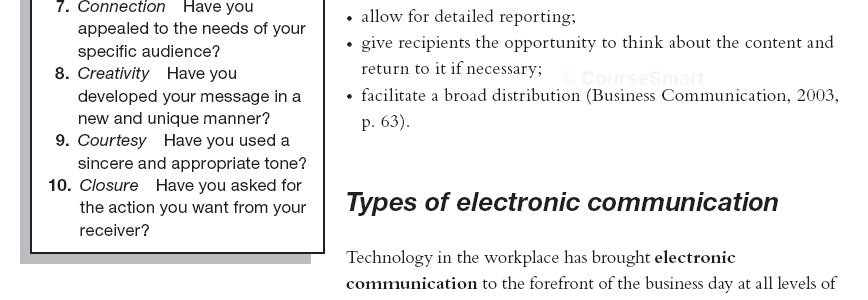 7. Connection Have you
appealed to the needs of your
specific audience?
8. Creativity Have you
developed your message in a
new and unique manner?
9. Courtesy Have you used a
sincere and appropriate tone?
10. Closure Have you asked for
the action you want from your
receiver?
• allow for detailed reporting;
• give recipients the opportunity to think about the content and
return to it if necessary;
© CourseSmart
• facilitate a broad distribution (Business Communication, 2003,
p. 63).
Types of electronic communication
Technology in the workplace has brought electronic
communication to the forefront of the business day at all levels of